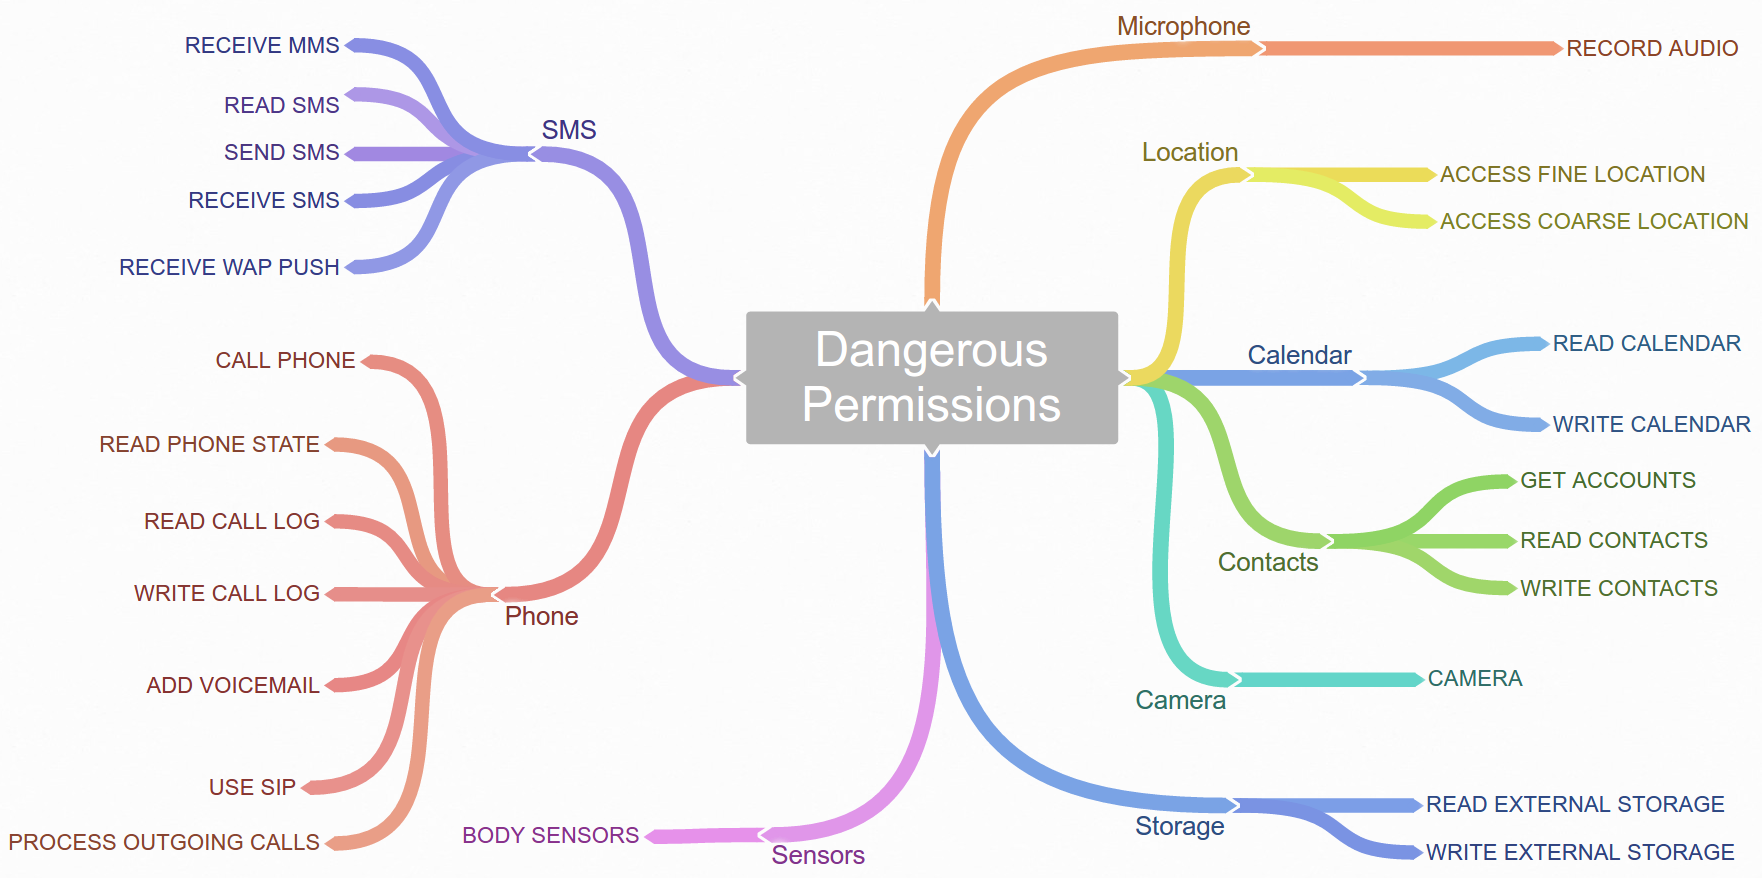 Dangerous
Permissions
Microphone
RECORD AUDIO
Location
ACCESS FINE LOCATION
ACCESS COARSE LOCATION
Calendar
READ CALENDAR
WRITE CALENDAR
Contacts
GET ACCOUNTS
READ CONTACTS
WRITE CONTACTS
Camera
CAMERA
Storage
READ EXTERNAL STORAGE
WRITE EXTERNAL STORAGE
SMS
RECEIVE MMS
READ SMS
SEND SMS
RECEIVE SMS
RECEIVE WAP PUSH
Phone
CALL PHONE
READ PHONE STATE
READ CALL LOG
WRITE CALL LOG
ADD VOICEMAIL
USE SIP
PROCESS OUTGOING CALLS
Sensors
BODY SENSORS